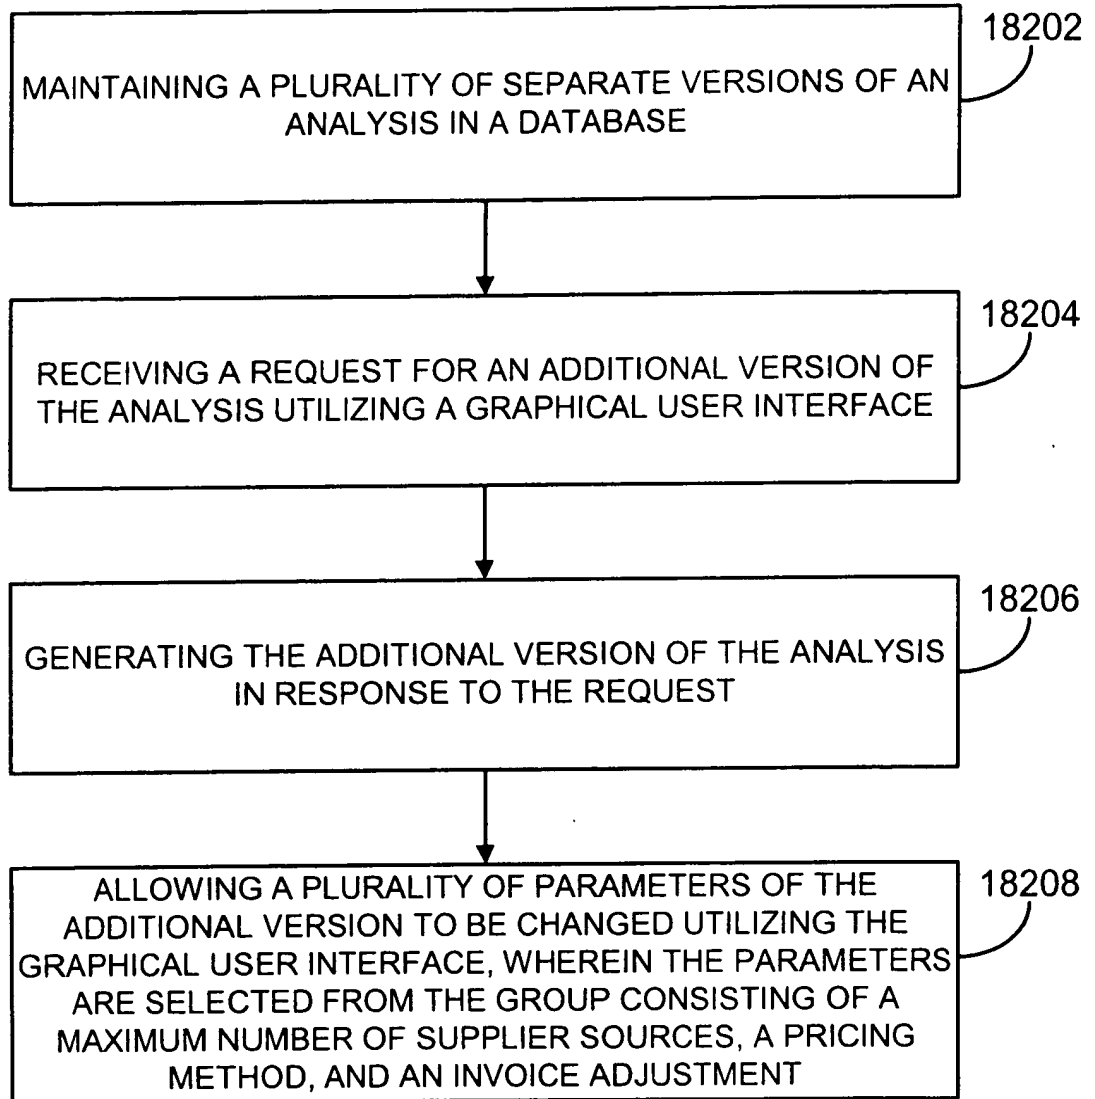 18202
MAINTAINING A PLURALITY OF SEPARATE VERSIONS OF AN
ANALYSIS IN A DATABASE
18204
RECEIVING A REQUEST FOR AN ADDITIONAL VERSION OF
THE ANALYSIS UTILIZING A GRAPHICAL USER INTERFACE
18206
GENERATING THE ADDITIONAL VERSION OF THE ANALYSIS
IN RESPONSE TO THE REQUEST
18208
ALLOWING A PLURALITY OF PARAMETERS OF THE
ADDITIONAL VERSION TO BE CHANGED UTILIZING THE
GRAPHICAL USER INTERFACE, WHEREIN THE PARAMETERS
ARE SELECTED FROM THE GROUP CONSISTING OF A
MAXIMUM NUMBER OF SUPPLIER SOURCES, A PRICING
METHOD, AND AN INVOICE ADJUSTMENT